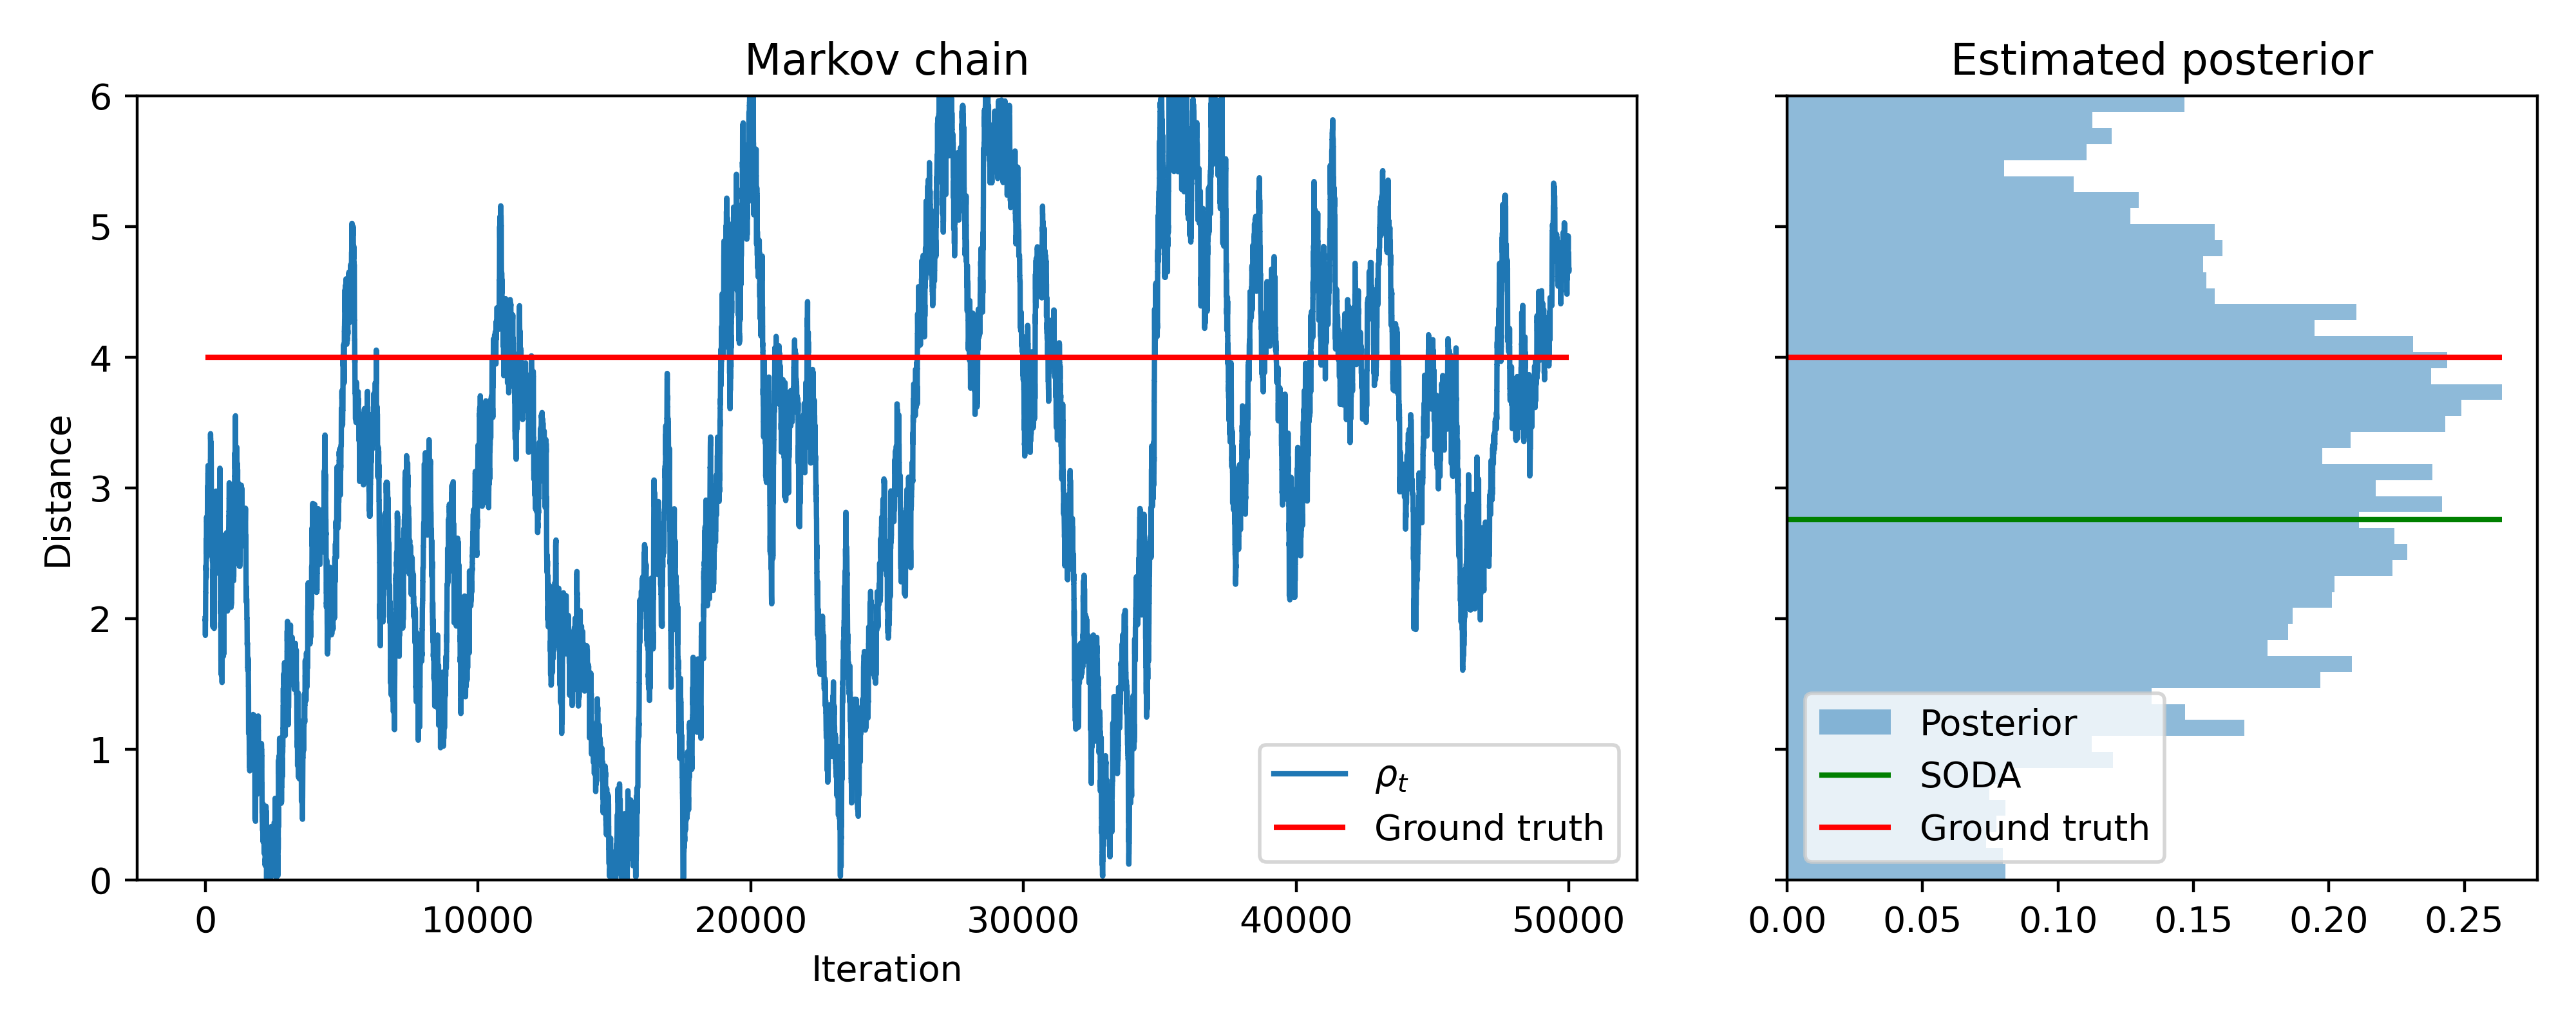 Markov chain
Estimated posterior
6
5
4
3
2
1
0
Distance
ρt
Ground truth
Posterior
SODA
Ground truth
0
10000
20000
30000
40000
50000
0.00
0.05
0.10
0.15
0.20
0.25
Iteration